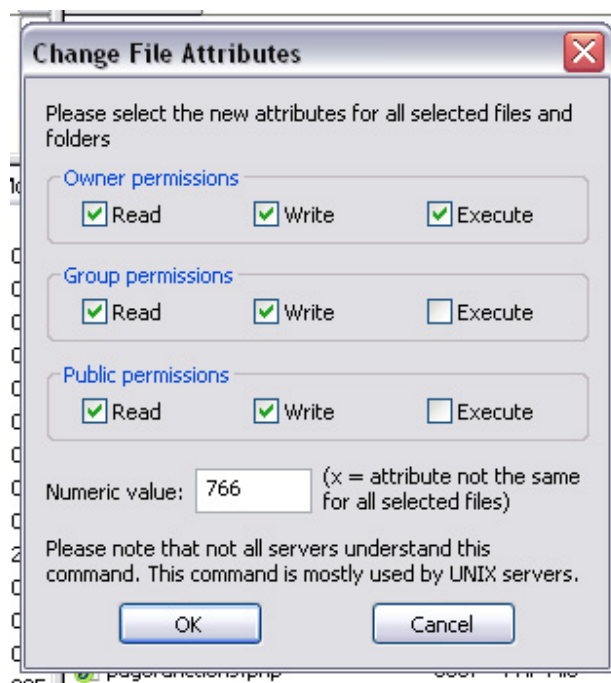 Change File Attributes
Please select the new attributes for all selected files and
folders
Owner permissions
Read Write Execute
Group permissions
Read Write Execute
Public permissions
Read Write Execute
Numeric value: 766 (x = attribute not the same
for all selected files)
Please note that not all servers understand this
command. This command is mostly used by UNIX servers.
OK Cancel